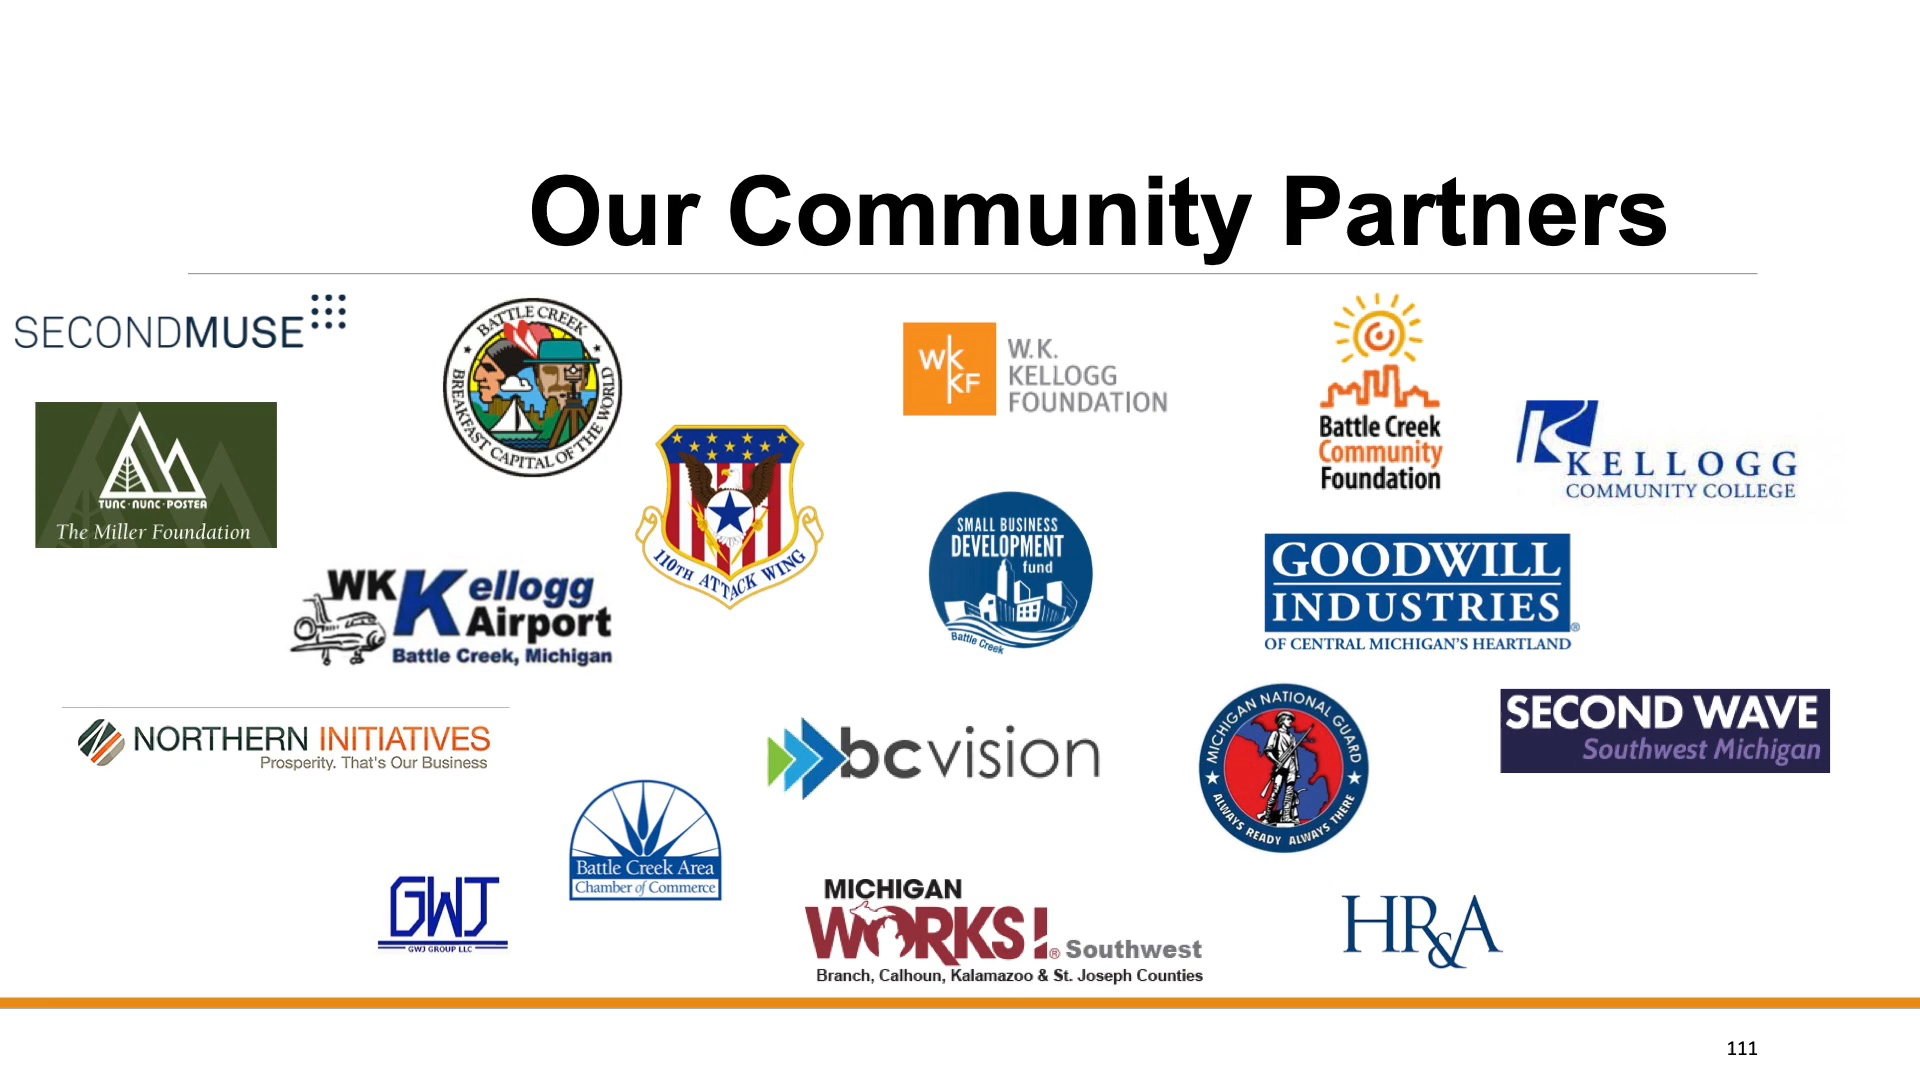 Our Community Partners
SECONDMUSE
BATTLE CREEK
BREAKFAST CAPITAL OF THE WORLD
WK
KF
W.K.
KELLOGG
FOUNDATION
Battle Creek
Community
Foundation
KELLOGG
COMMUNITY COLLEGE
TUNC·NUNC·POSTEA
The Miller Foundation
110TH ATTACK WING
SMALL BUSINESS
DEVELOPMENT
fund
Battle Creek
GOODWILL
INDUSTRIES®
OF CENTRAL MICHIGAN'S HEARTLAND
WK Kellogg
Airport
Battle Creek, Michigan
NORTHERN INITIATIVES
Prosperity. That's Our Business
bcvision
MICHIGAN NATIONAL GUARD
ALWAYS READY ALWAYS THERE
SECOND WAVE
Southwest Michigan
Battle Creek Area
Chamber of Commerce
GWJ
GWJ GROUP LLC
MICHIGAN
WORKS!® Southwest
Branch, Calhoun, Kalamazoo & St. Joseph Counties
HR&A
111